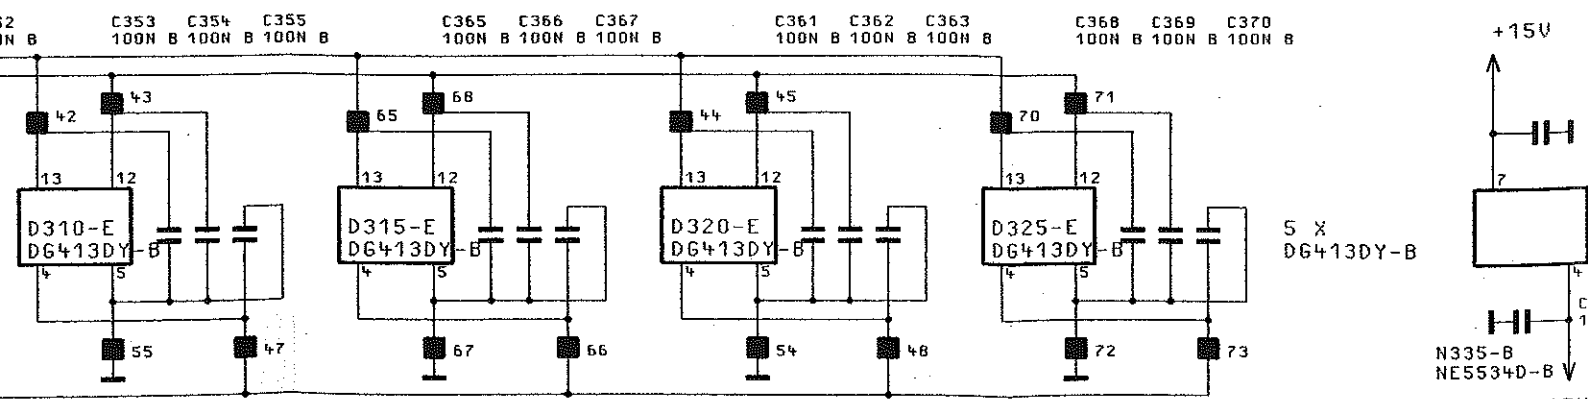 C353 C354 C355
100N B 100N B 100N B
C365 C366 C367
100N B 100N B 100N B
C361 C362 C363
100N B 100N B 100N B
C368 C369 C370
100N B 100N B 100N B
+15V
42 43 65 68 44 45 70 71
13 12 13 12 13 12 13 12 7
D310-E
DG413DY-B
D315-E
DG413DY-B
D320-E
DG413DY-B
D325-E
DG413DY-B
5 X
DG413DY-B
4 5 4 5 4 5 4 5 4
55 47 67 66 54 48 72 73
N335-B
NE5534D-B